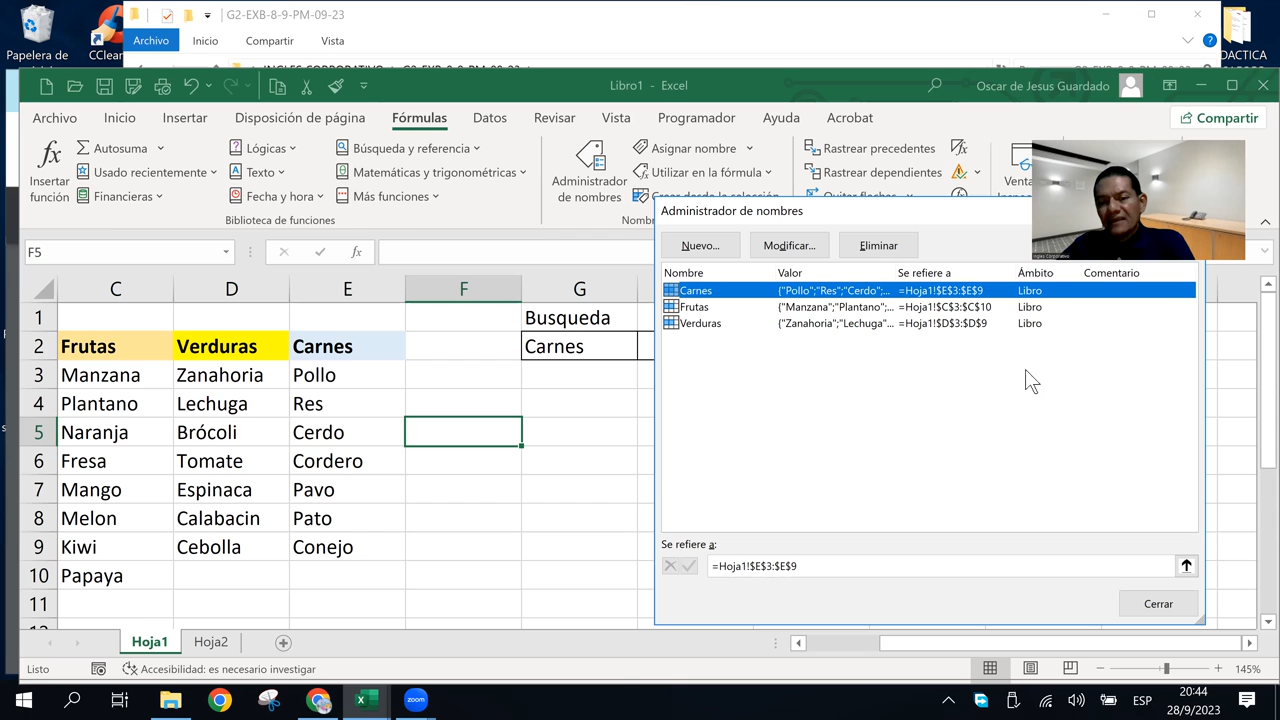 Papelera de
CClean
G2-EXB-8-9-PM-09-23
DACTICA
Archivo Inicio Compartir Vista
Libro1 - Excel
Oscar de Jesus Guardado
Archivo Inicio Insertar Disposición de página Fórmulas Datos Revisar Vista Programador Ayuda Acrobat
Compartir
Insertar
función
Autosuma
Usado recientemente
Financieras
Lógicas
Texto
Fecha y hora
Búsqueda y referencia
Matemáticas y trigonométricas
Más funciones
Biblioteca de funciones
Administrador
de nombres
Asignar nombre
Utilizar en la fórmula
Rastrear precedentes
Rastrear dependientes
F5
fx
C D E F G
1 Busqueda
2 Frutas Verduras Carnes Carnes
3 Manzana Zanahoria Pollo
4 Plantano Lechuga Res
5 Naranja Brócoli Cerdo
6 Fresa Tomate Cordero
7 Mango Espinaca Pavo
8 Melon Calabacin Pato
9 Kiwi Cebolla Conejo
10 Papaya
11
Administrador de nombres
Nuevo... Modificar... Eliminar
Nombre Valor Se refiere a Ámbito Comentario
Carnes {"Pollo";"Res";"Cerdo";... =Hoja1!$E$3:$E$9 Libro
Frutas {"Manzana";"Plantano";... =Hoja1!$C$3:$C$10 Libro
Verduras {"Zanahoria";"Lechuga"... =Hoja1!$D$3:$D$9 Libro
Se refiere a:
=Hoja1!$E$3:$E$9
Cerrar
Hoja1 Hoja2
Listo
Accesibilidad: es necesario investigar
145%
zoom
ESP
20:44
28/9/2023